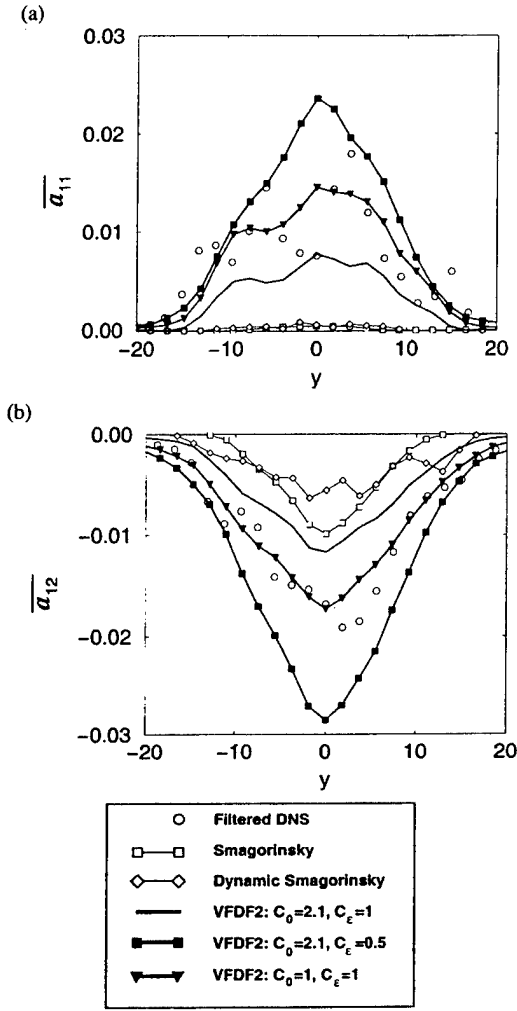 (a)
0.03
0.02
0.01
0.00
a₁₁
-20 -10 0 10 20
y
(b)
0.00
-0.01
-0.02
-0.03
a₁₂
-20 -10 0 10 20
y
Filtered DNS
Smagorinsky
Dynamic Smagorinsky
VFDF2: C₀=2.1, Cε=1
VFDF2: C₀=2.1, Cε=0.5
VFDF2: C₀=1, Cε=1